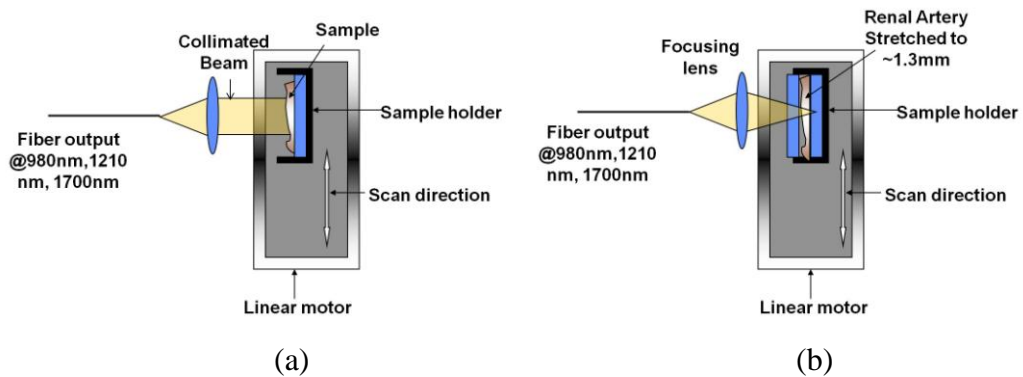 Collimated
Beam
Sample
Sample holder
Fiber output
@980nm,1210
nm, 1700nm
Scan direction
Linear motor
(a)
Focusing
lens
Renal Artery
Stretched to
~1.3mm
Sample holder
Fiber output
@980nm,1210
nm, 1700nm
Scan direction
Linear motor
(b)